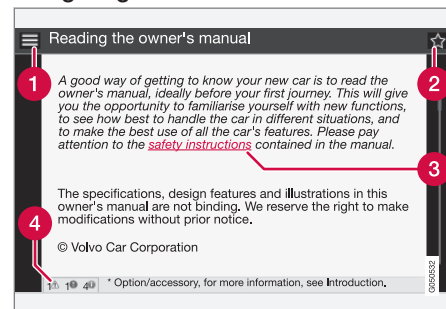 Reading the owner's manual
1
2
A good way of getting to know your new car is to read the
owner's manual, ideally before your first journey. This will give
you the opportunity to familiarise yourself with new functions,
to see how best to handle the car in different situations, and
to make the best use of all the car's features. Please pay
attention to the safety instructions contained in the manual.
3
The specifications, design features and illustrations in this
owner's manual are not binding. We reserve the right to make
modifications without prior notice.
4
© Volvo Car Corporation
1 1 4 * Option/accessory, for more information, see Introduction.
G050532